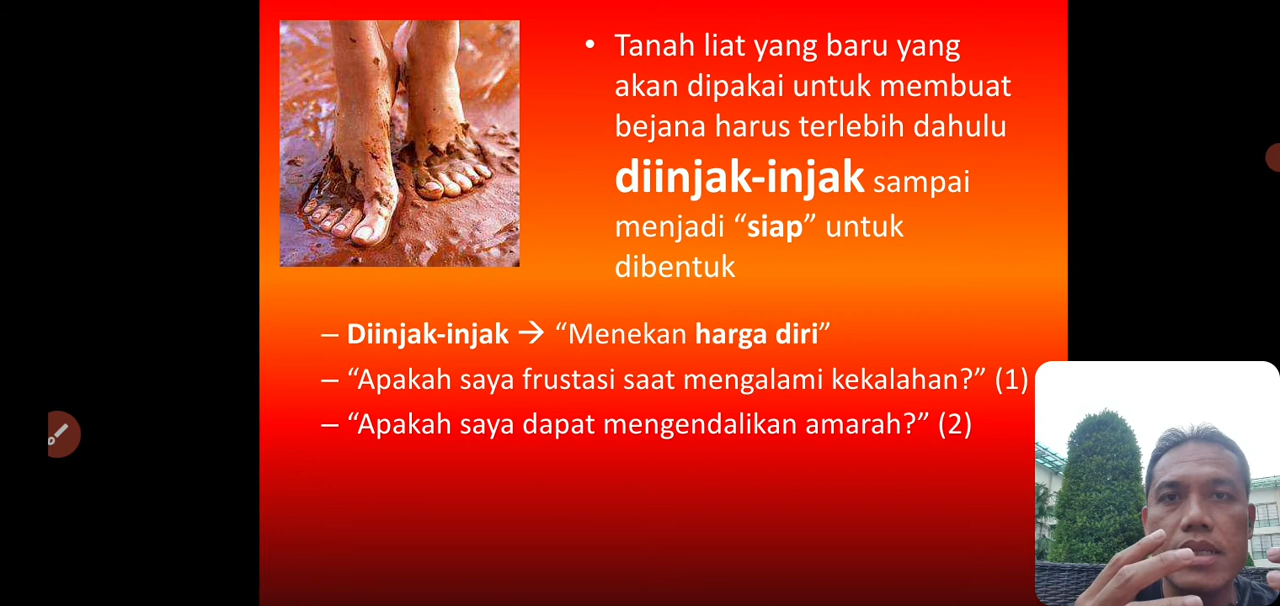 • Tanah liat yang baru yang
akan dipakai untuk membuat
bejana harus terlebih dahulu
diinjak-injak sampai
menjadi “siap” untuk
dibentuk
– Diinjak-injak → “Menekan harga diri”
– “Apakah saya frustasi saat mengalami kekalahan?” (1)
– “Apakah saya dapat mengendalikan amarah?” (2)